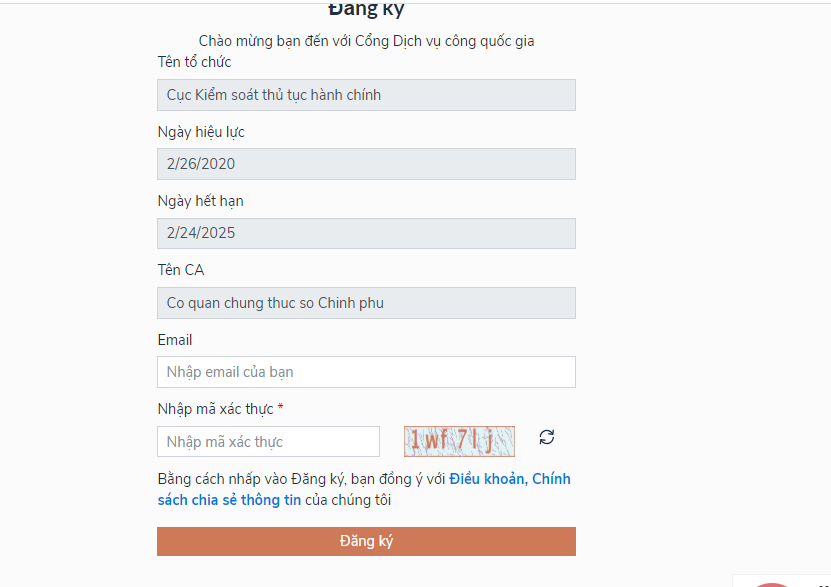 Đăng ký
Chào mừng bạn đến với Cổng Dịch vụ công quốc gia
Tên tổ chức
Cục Kiểm soát thủ tục hành chính
Ngày hiệu lực
2/26/2020
Ngày hết hạn
2/24/2025
Tên CA
Co quan chung thuc so Chinh phu
Email
Nhập email của bạn
Nhập mã xác thực *
Nhập mã xác thực
Bằng cách nhấp vào Đăng ký, bạn đồng ý với Điều khoản, Chính
sách chia sẻ thông tin của chúng tôi
Đăng ký